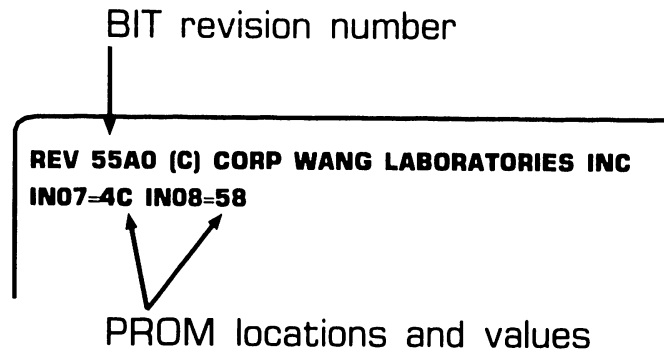 BIT revision number
REV 55A0 (C) CORP WANG LABORATORIES INC
IN07=4C IN08=58
PROM locations and values